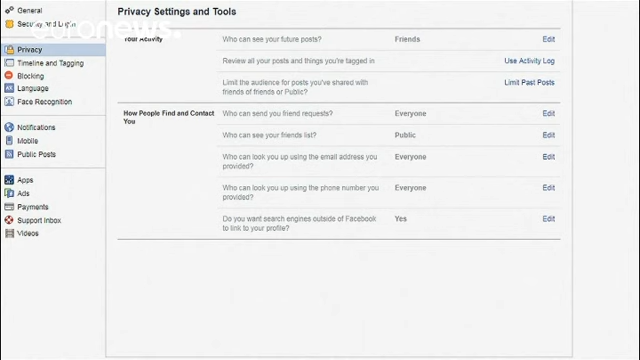 General
Security and Login
euronews.
Privacy
Timeline and Tagging
Blocking
Language
Face Recognition
Notifications
Mobile
Public Posts
Apps
Ads
Payments
Support Inbox
Videos
Privacy Settings and Tools
Your Activity
Who can see your future posts?
Friends
Edit
Review all your posts and things you're tagged in
Use Activity Log
Limit the audience for posts you've shared with
friends of friends or Public?
Limit Past Posts
How People Find and Contact
You
Who can send you friend requests?
Everyone
Edit
Who can see your friends list?
Public
Edit
Who can look you up using the email address you
provided?
Everyone
Edit
Who can look you up using the phone number you
provided?
Everyone
Edit
Do you want search engines outside of Facebook
to link to your profile?
Yes
Edit